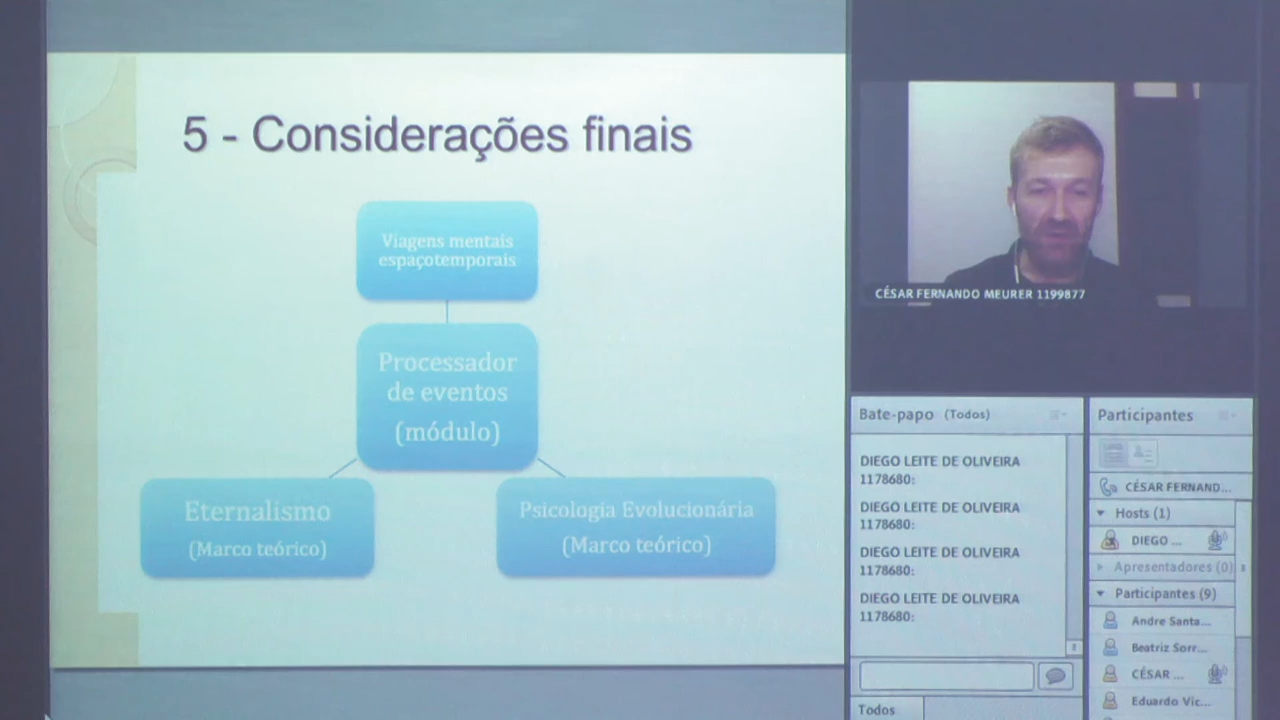 5 - Considerações finais
Viagens mentais
espaçotemporais
Processador
de eventos
(módulo)
Eternalismo
(Marco teórico)
Psicologia Evolucionária
(Marco teórico)
CÉSAR FERNANDO MEURER 1199877
Bate-papo (Todos)
DIEGO LEITE DE OLIVEIRA
1178680:
DIEGO LEITE DE OLIVEIRA
1178680:
DIEGO LEITE DE OLIVEIRA
1178680:
DIEGO LEITE DE OLIVEIRA
1178680:
Todos
Participantes
CÉSAR FERNAND...
Hosts (1)
DIEGO ...
Apresentadores (0)
Participantes (9)
Andre Santa...
Beatriz Sorr...
CÉSAR ...
Eduardo Vic...